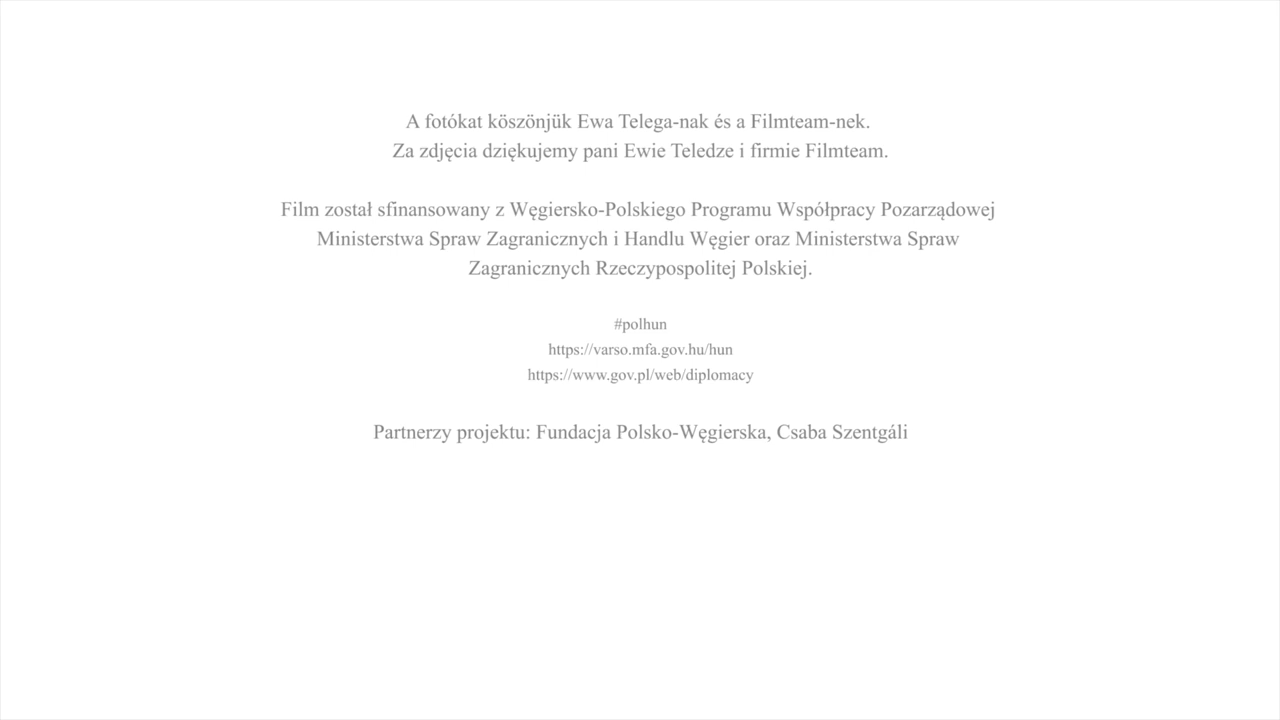 A fotókat köszönjük Ewa Telega-nak és a Filmteam-nek.
Za zdjęcia dziękujemy pani Ewie Teledze i firmie Filmteam.
Film został sfinansowany z Węgiersko-Polskiego Programu Współpracy Pozarządowej
Ministerstwa Spraw Zagranicznych i Handlu Węgier oraz Ministerstwa Spraw
Zagranicznych Rzeczypospolitej Polskiej.
#polhun
https://varso.mfa.gov.hu/hun
https://www.gov.pl/web/diplomacy
Partnerzy projektu: Fundacja Polsko-Węgierska, Csaba Szentgáli